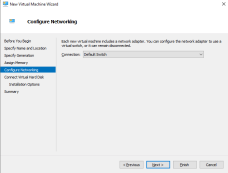 New Virtual Machine Wizard
Configure Networking
Before You Begin
Specify Name and Location
Specify Generation
Assign Memory
Configure Networking
Connect Virtual Hard Disk
Installation Options
Summary
Each new virtual machine includes a network adapter. You can configure the network adapter to use a
virtual switch, or it can remain disconnected.
Connection: Default Switch
< Previous
Next >
Finish
Cancel